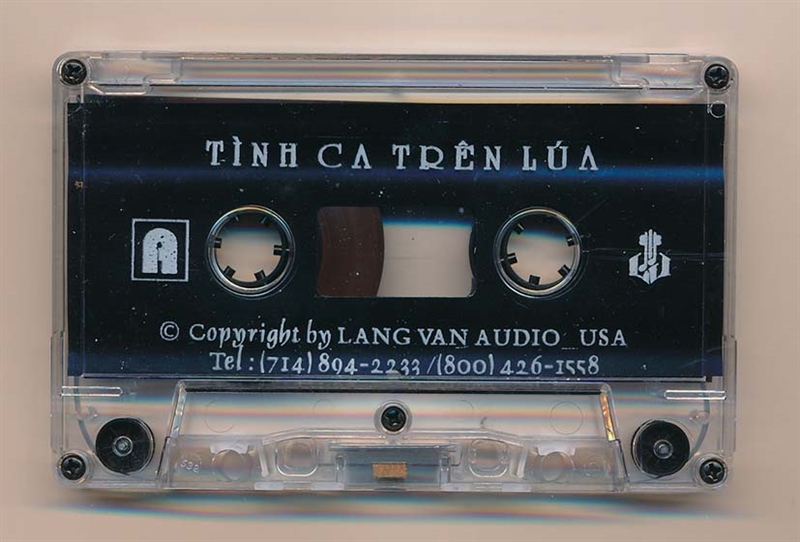 TÌNH CA TRÊN LÚA
A
© Copyright by LANG VAN AUDIO USA
Tel : (714) 894-2233 / (800) 426-1558